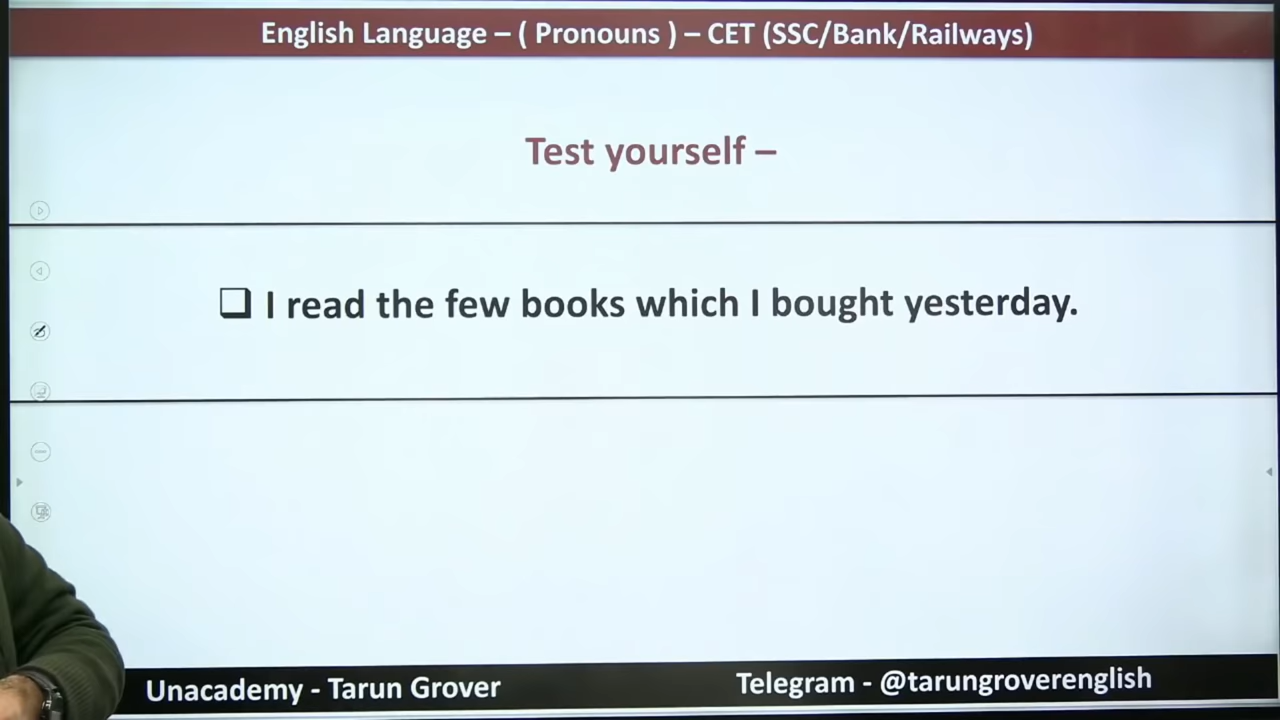 English Language – ( Pronouns ) – CET (SSC/Bank/Railways)
Test yourself –
❑ I read the few books which I bought yesterday.
Unacademy - Tarun Grover
Telegram - @tarungroverenglish